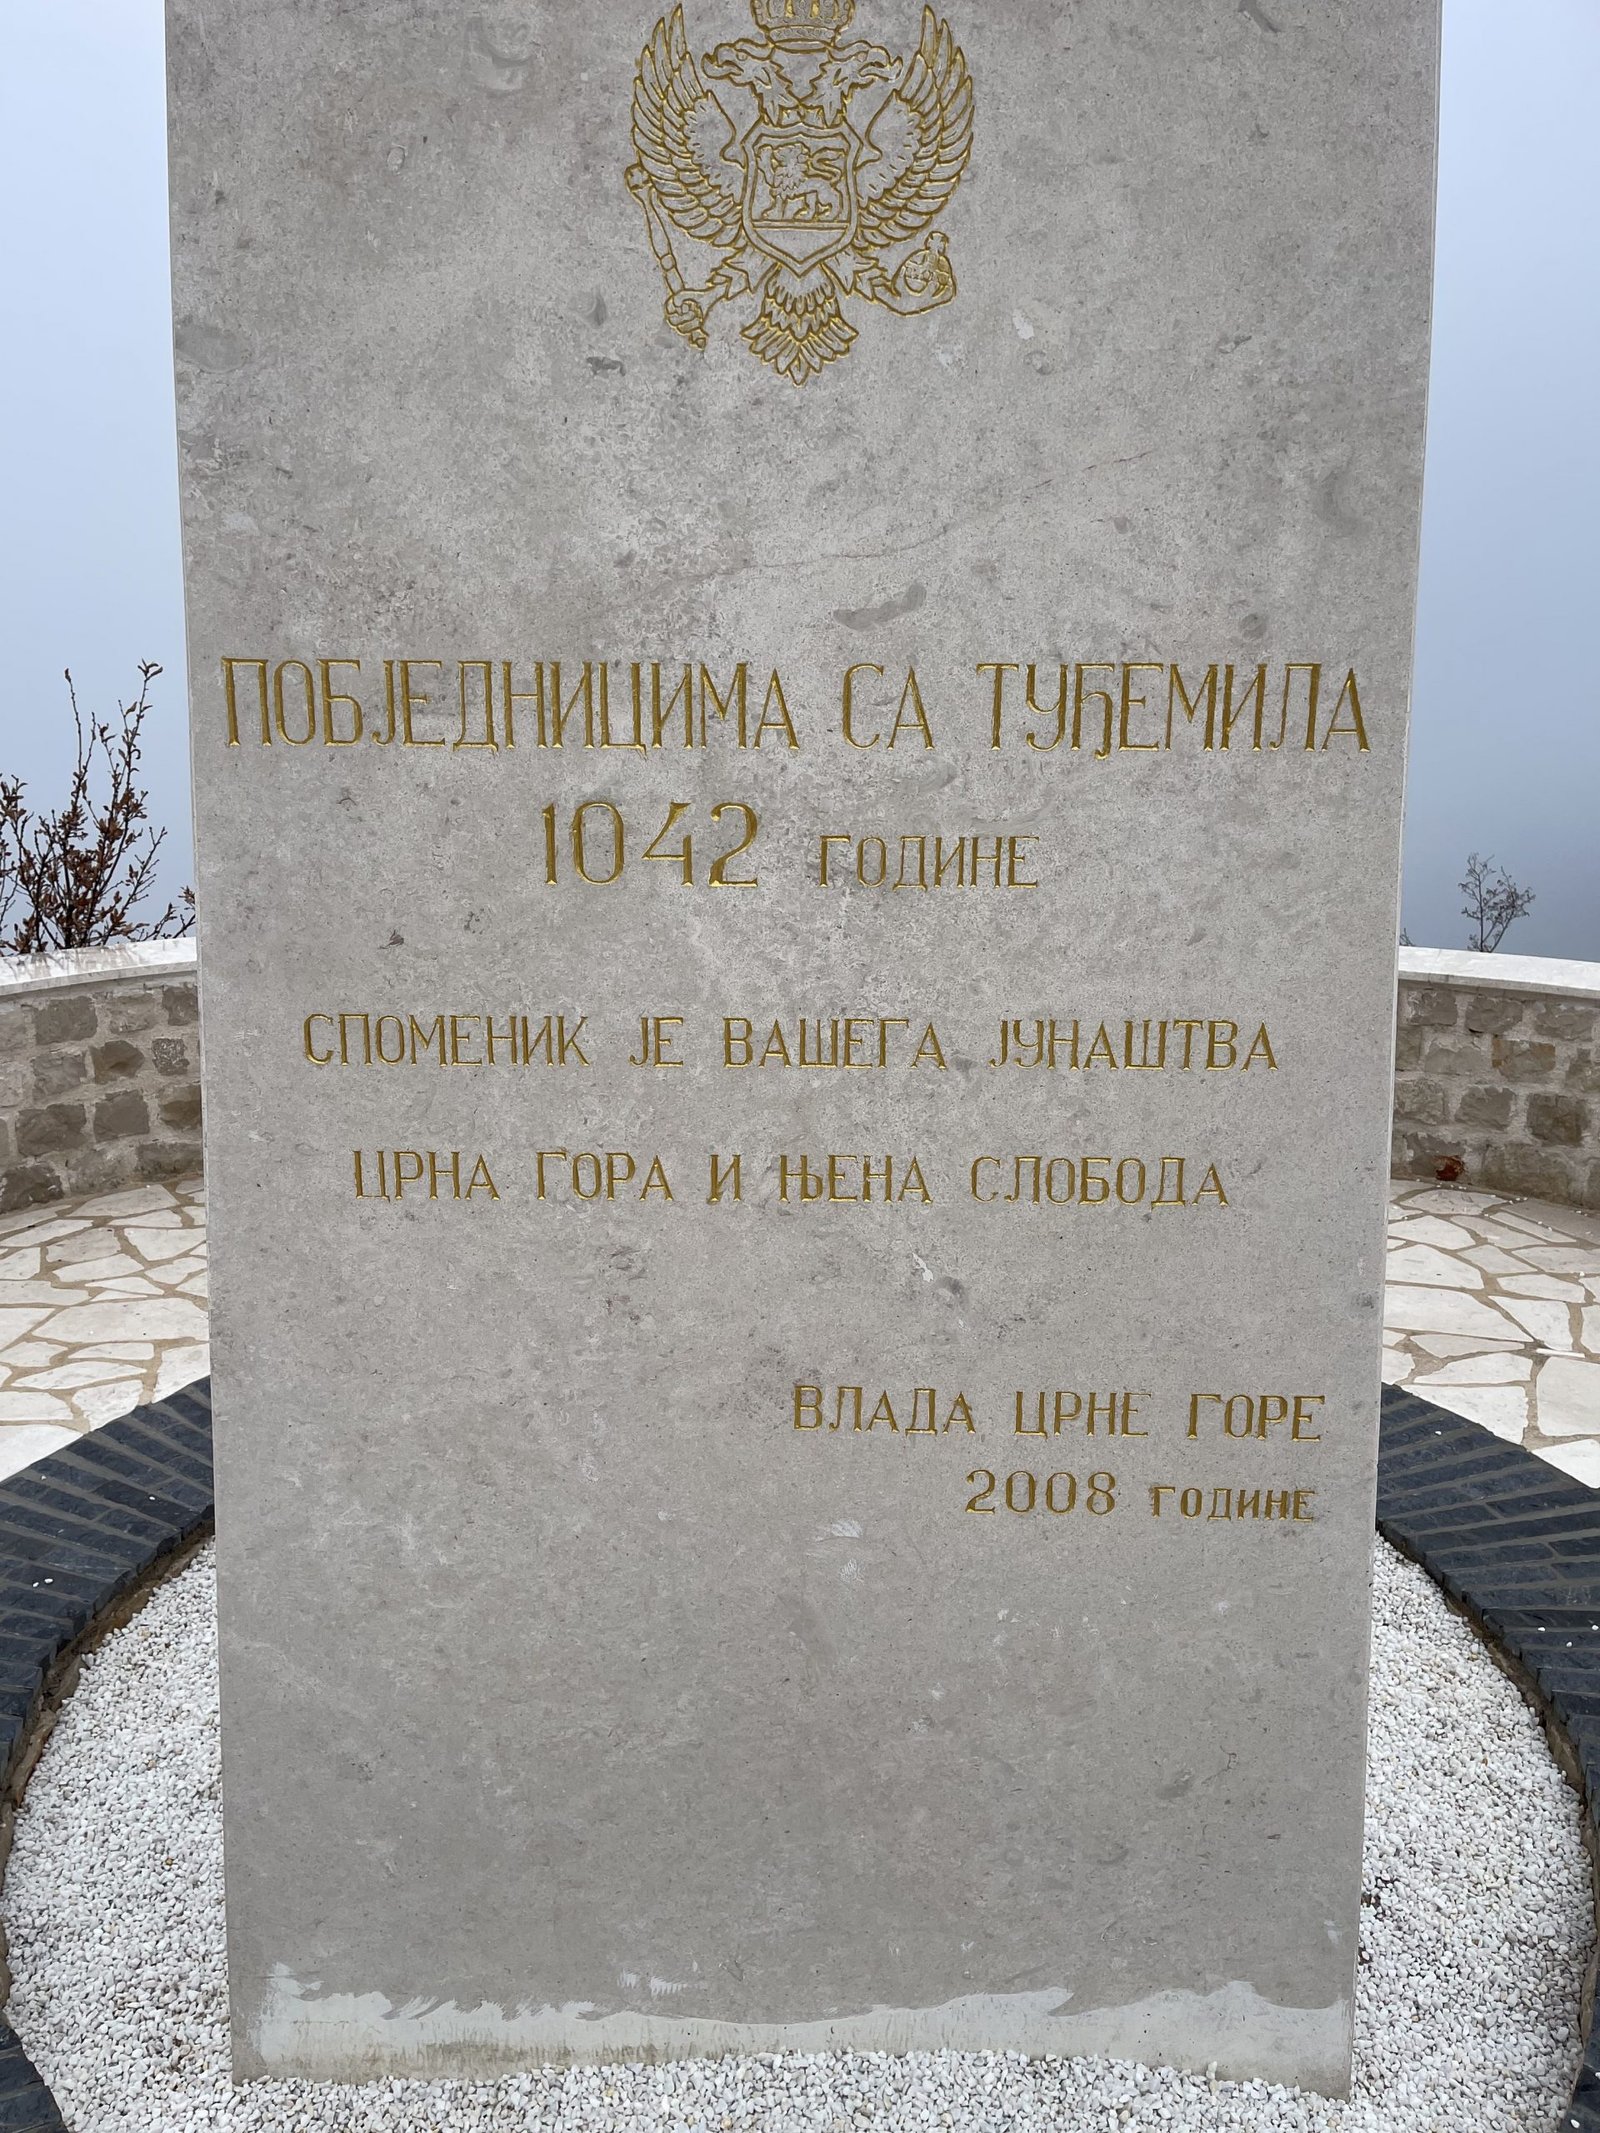 ПОБЈЕДНИЦИМА СА ТУЂЕМИЛА
1042 ГОДИНЕ
СПОМЕНИК ЈЕ ВАШЕГА ЈУНАШТВА
ЦРНА ГОРА И ЊЕНА СЛОБОДА
ВЛАДА ЦРНЕ ГОРЕ
2008 ГОДИНЕ